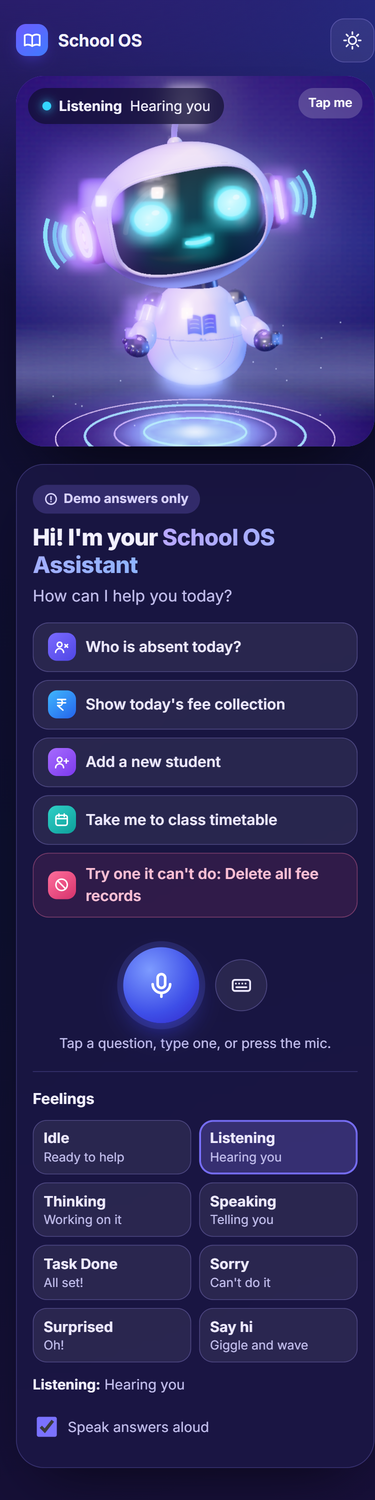 School OS
Listening Hearing you
Tap me
Demo answers only
Hi! I'm your School OS
Assistant
How can I help you today?
Who is absent today?
Show today's fee collection
Add a new student
Take me to class timetable
Try one it can't do: Delete all fee
records
Tap a question, type one, or press the mic.
Feelings
Idle
Ready to help
Listening
Hearing you
Thinking
Working on it
Speaking
Telling you
Task Done
All set!
Sorry
Can't do it
Surprised
Oh!
Say hi
Giggle and wave
Listening: Hearing you
Speak answers aloud